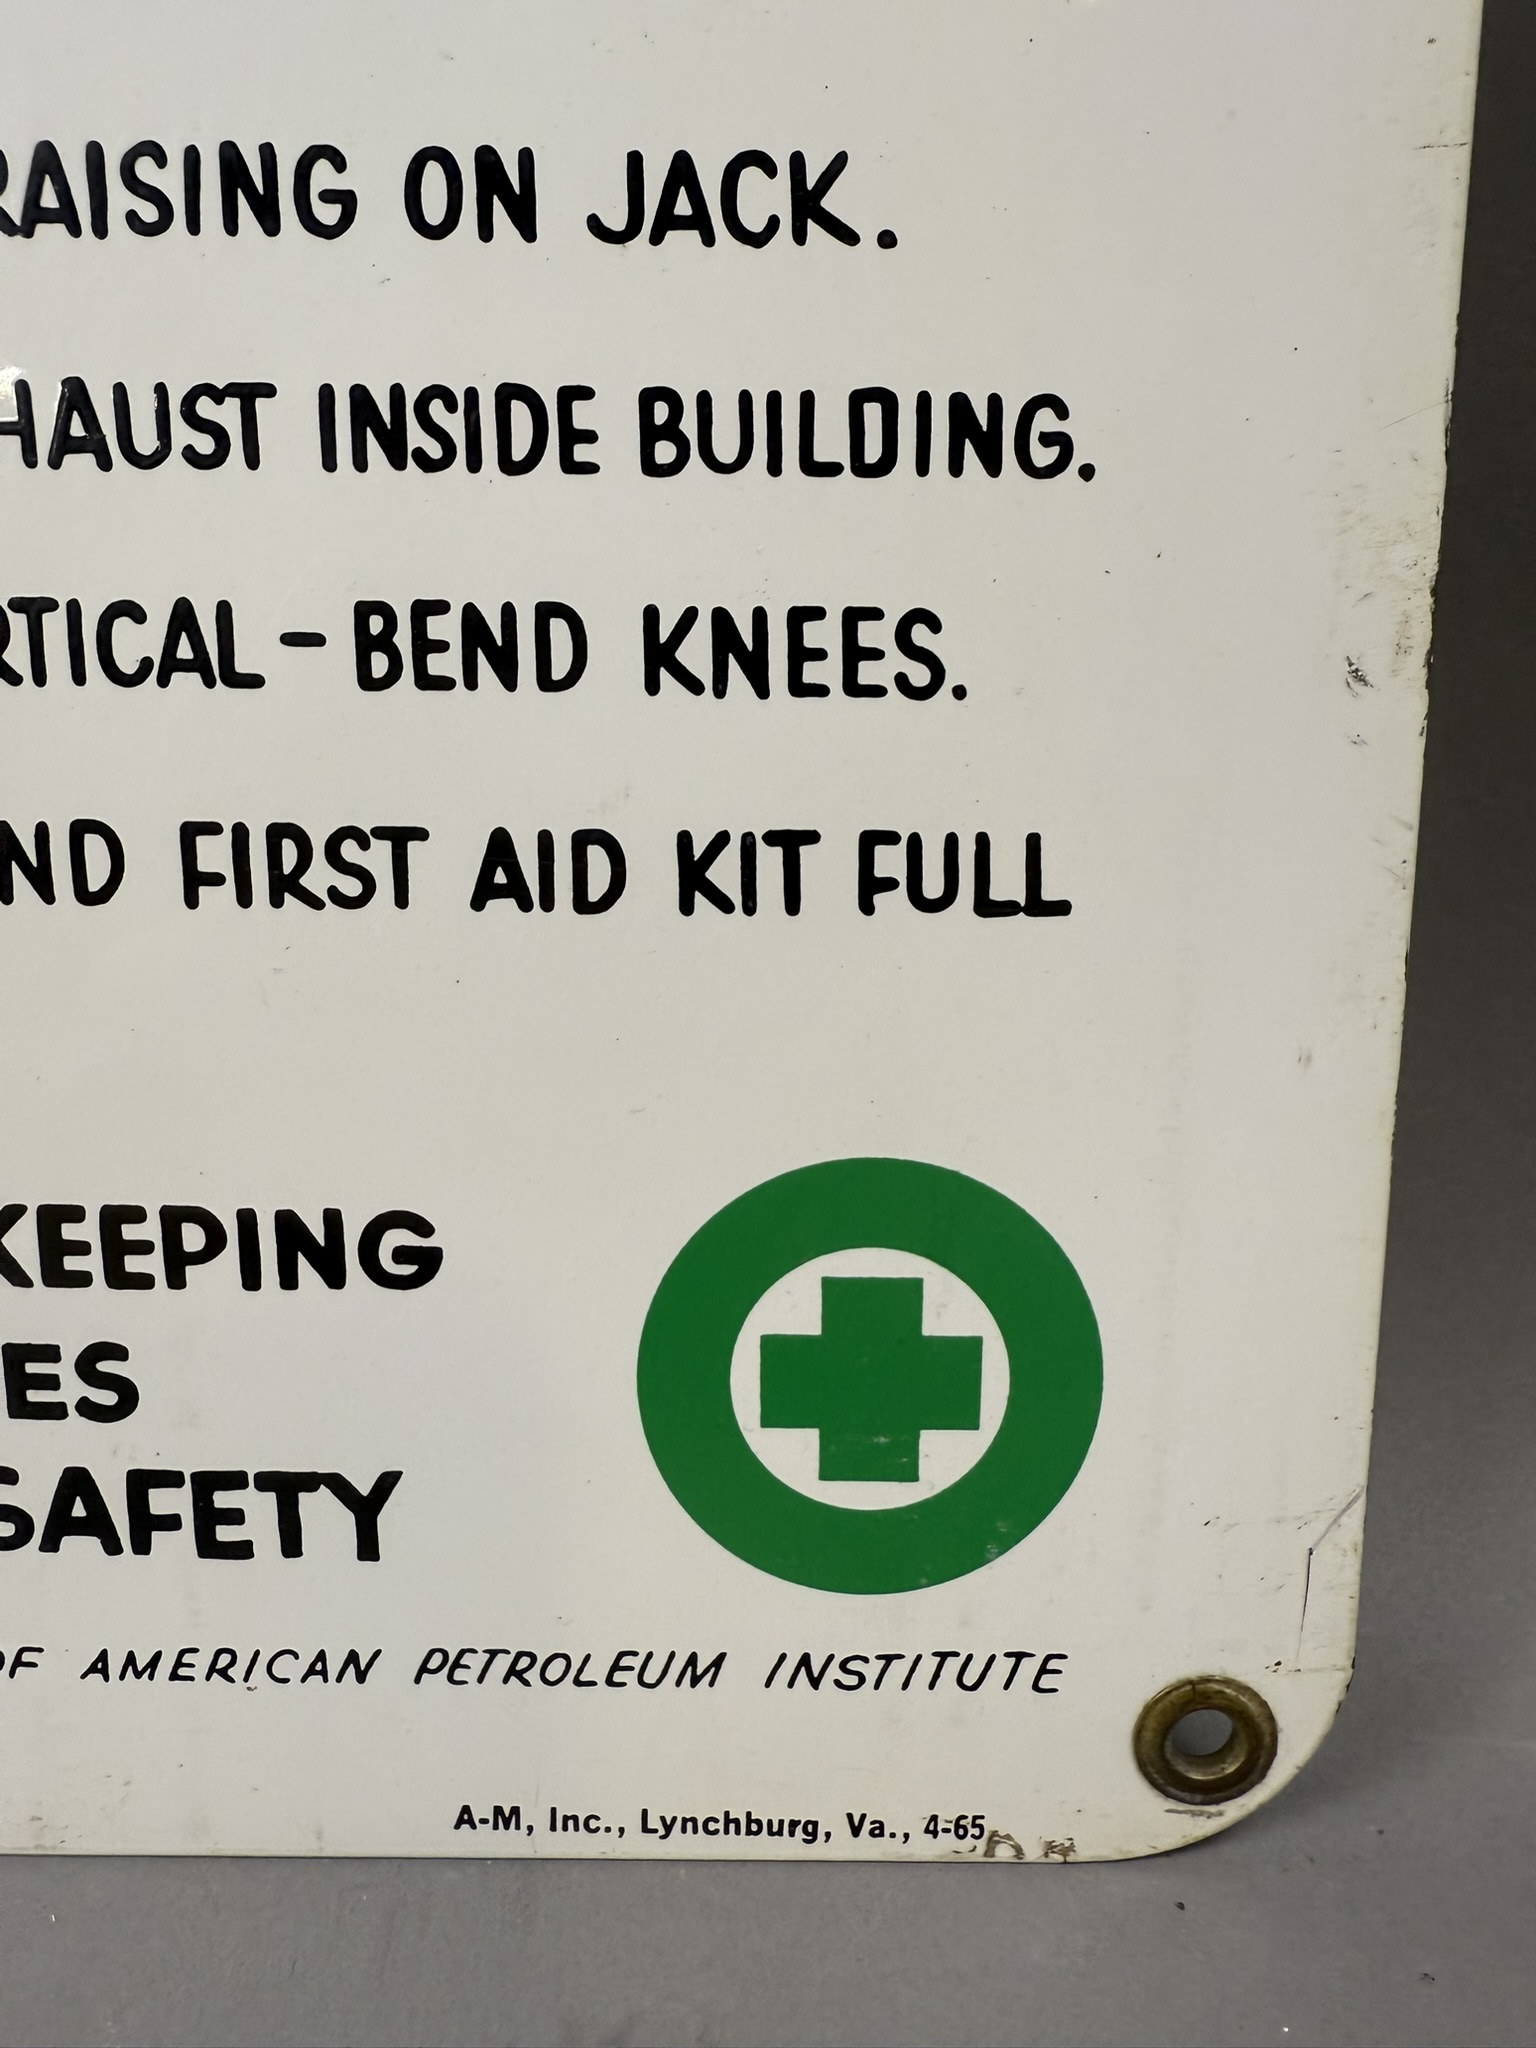 RAISING ON JACK.
HAUST INSIDE BUILDING.
RTICAL - BEND KNEES.
ND FIRST AID KIT FULL
KEEPING
ES
SAFETY
OF AMERICAN PETROLEUM INSTITUTE
A-M, Inc., Lynchburg, Va., 4-65